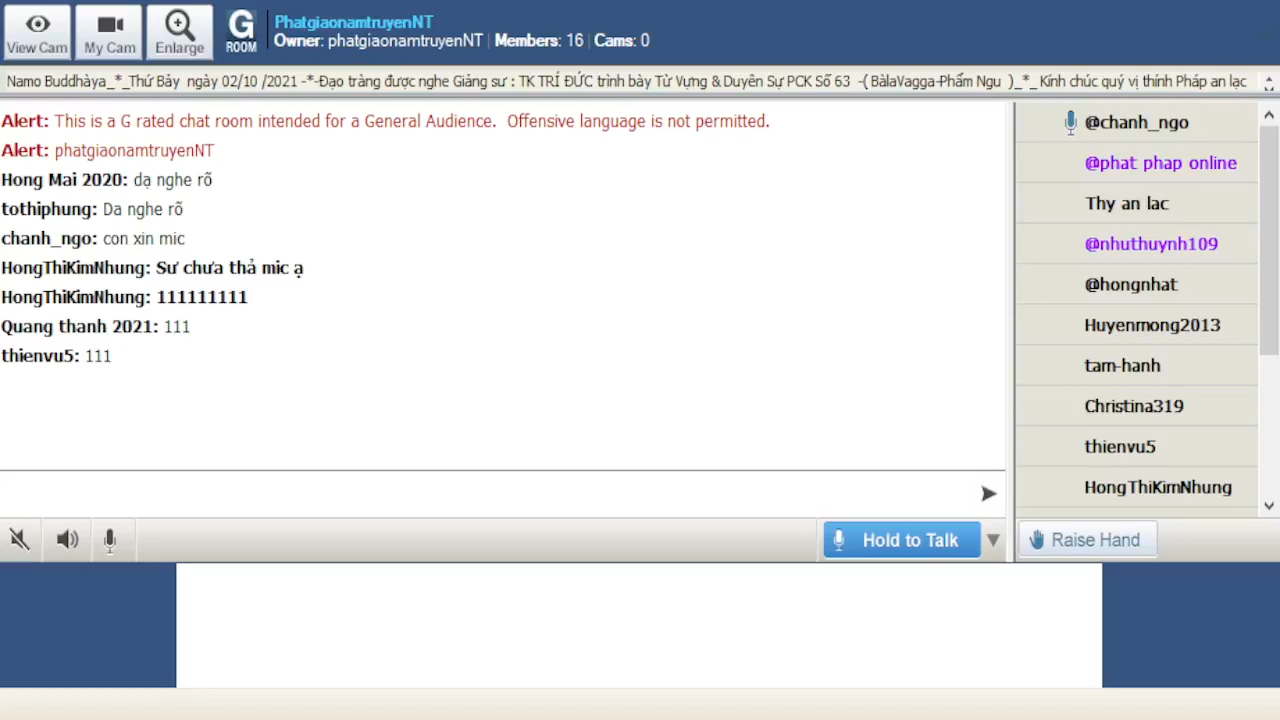 View Cam
My Cam
Enlarge
G
ROOM
PhatgiaonamtruyenNT
Owner: phatgiaonamtruyenNT | Members: 16 | Cams: 0
Namo Buddhàya_*_Thứ Bảy ngày 02/10 /2021 -*-Đạo tràng được nghe Giảng sư : TK TRÍ ĐỨC trình bày Từ Vựng & Duyên Sự PCK Số 63 -( BàlaVagga-Phẩm Ngu )_*_ Kính chúc quý vị thính Pháp an lạc
Alert: This is a G rated chat room intended for a General Audience. Offensive language is not permitted.
Alert: phatgiaonamtruyenNT
Hong Mai 2020: dạ nghe rõ
tothiphung: Da nghe rõ
chanh_ngo: con xin mic
HongThiKimNhung: Sư chưa thả mic ạ
HongThiKimNhung: 111111111
Quang thanh 2021: 111
thienvu5: 111
@chanh_ngo
@phat phap online
Thy an lac
@nhuthuynh109
@hongnhat
Huyenmong2013
tam-hanh
Christina319
thienvu5
HongThiKimNhung
Hold to Talk
Raise Hand